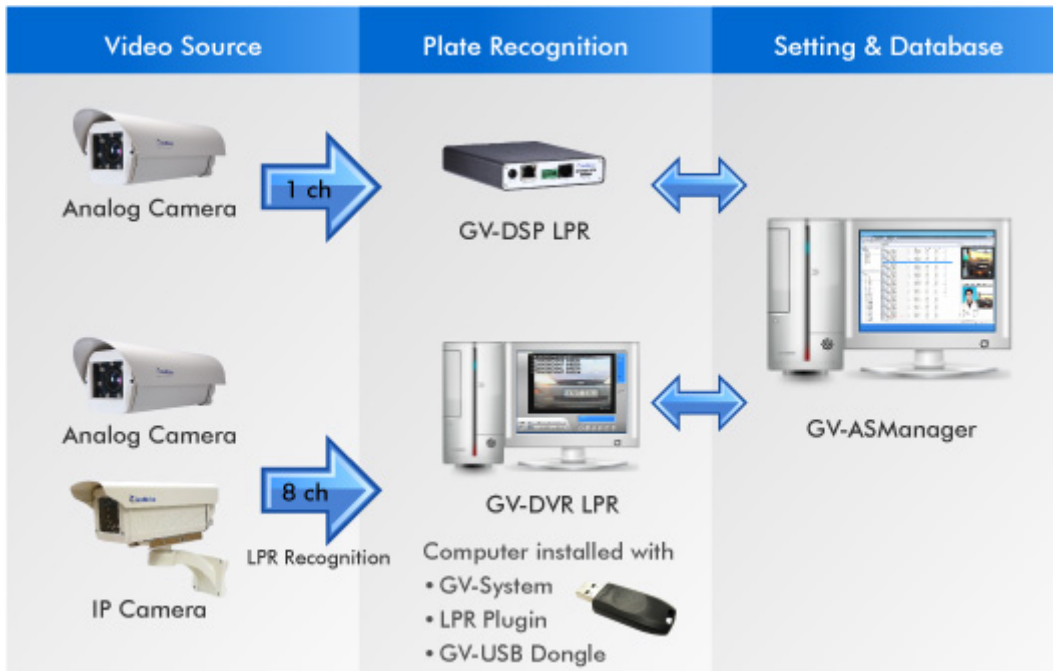 Video Source
Plate Recognition
Setting & Database
Analog Camera
1 ch
GV-DSP LPR
Analog Camera
8 ch
LPR Recognition
IP Camera
GV-DVR LPR
Computer installed with
• GV-System
• LPR Plugin
• GV-USB Dongle
GV-ASManager